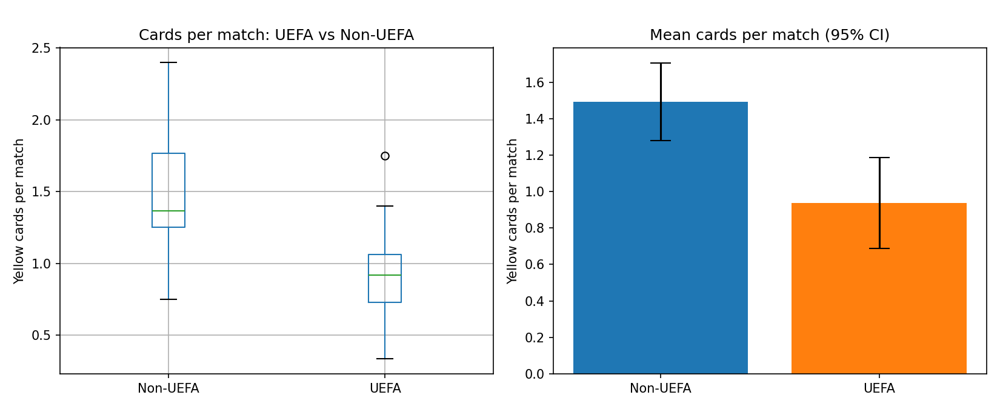 Cards per match: UEFA vs Non-UEFA
Yellow cards per match
2.5
2.0
1.5
1.0
0.5
Non-UEFA
UEFA
Mean cards per match (95% CI)
Yellow cards per match
1.6
1.4
1.2
1.0
0.8
0.6
0.4
0.2
0.0
Non-UEFA
UEFA